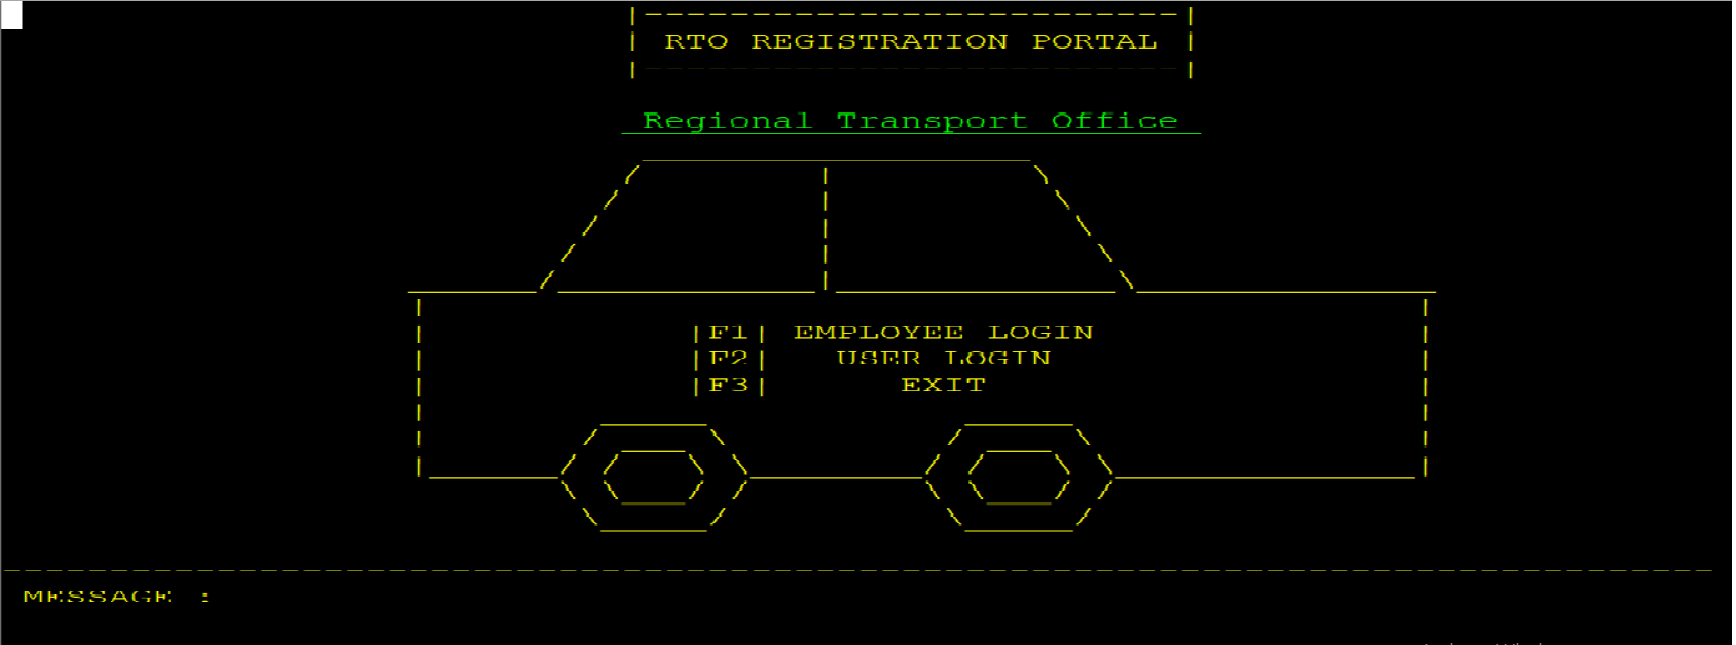 RTO REGISTRATION PORTAL
Regional Transport Office
|F1| EMPLOYEE LOGIN
|F2| USER LOGIN
|F3| EXIT
MESSAGE :